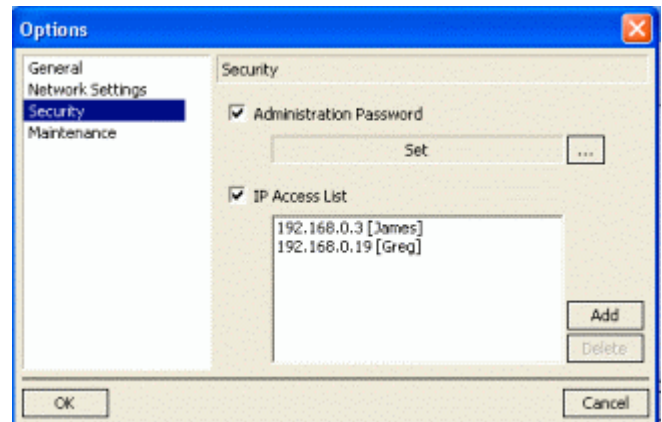 Options
General
Network Settings
Security
Maintenance
Security
Administration Password
Set
...
IP Access List
192.168.0.3 [James]
192.168.0.19 [Greg]
Add
Delete
OK
Cancel